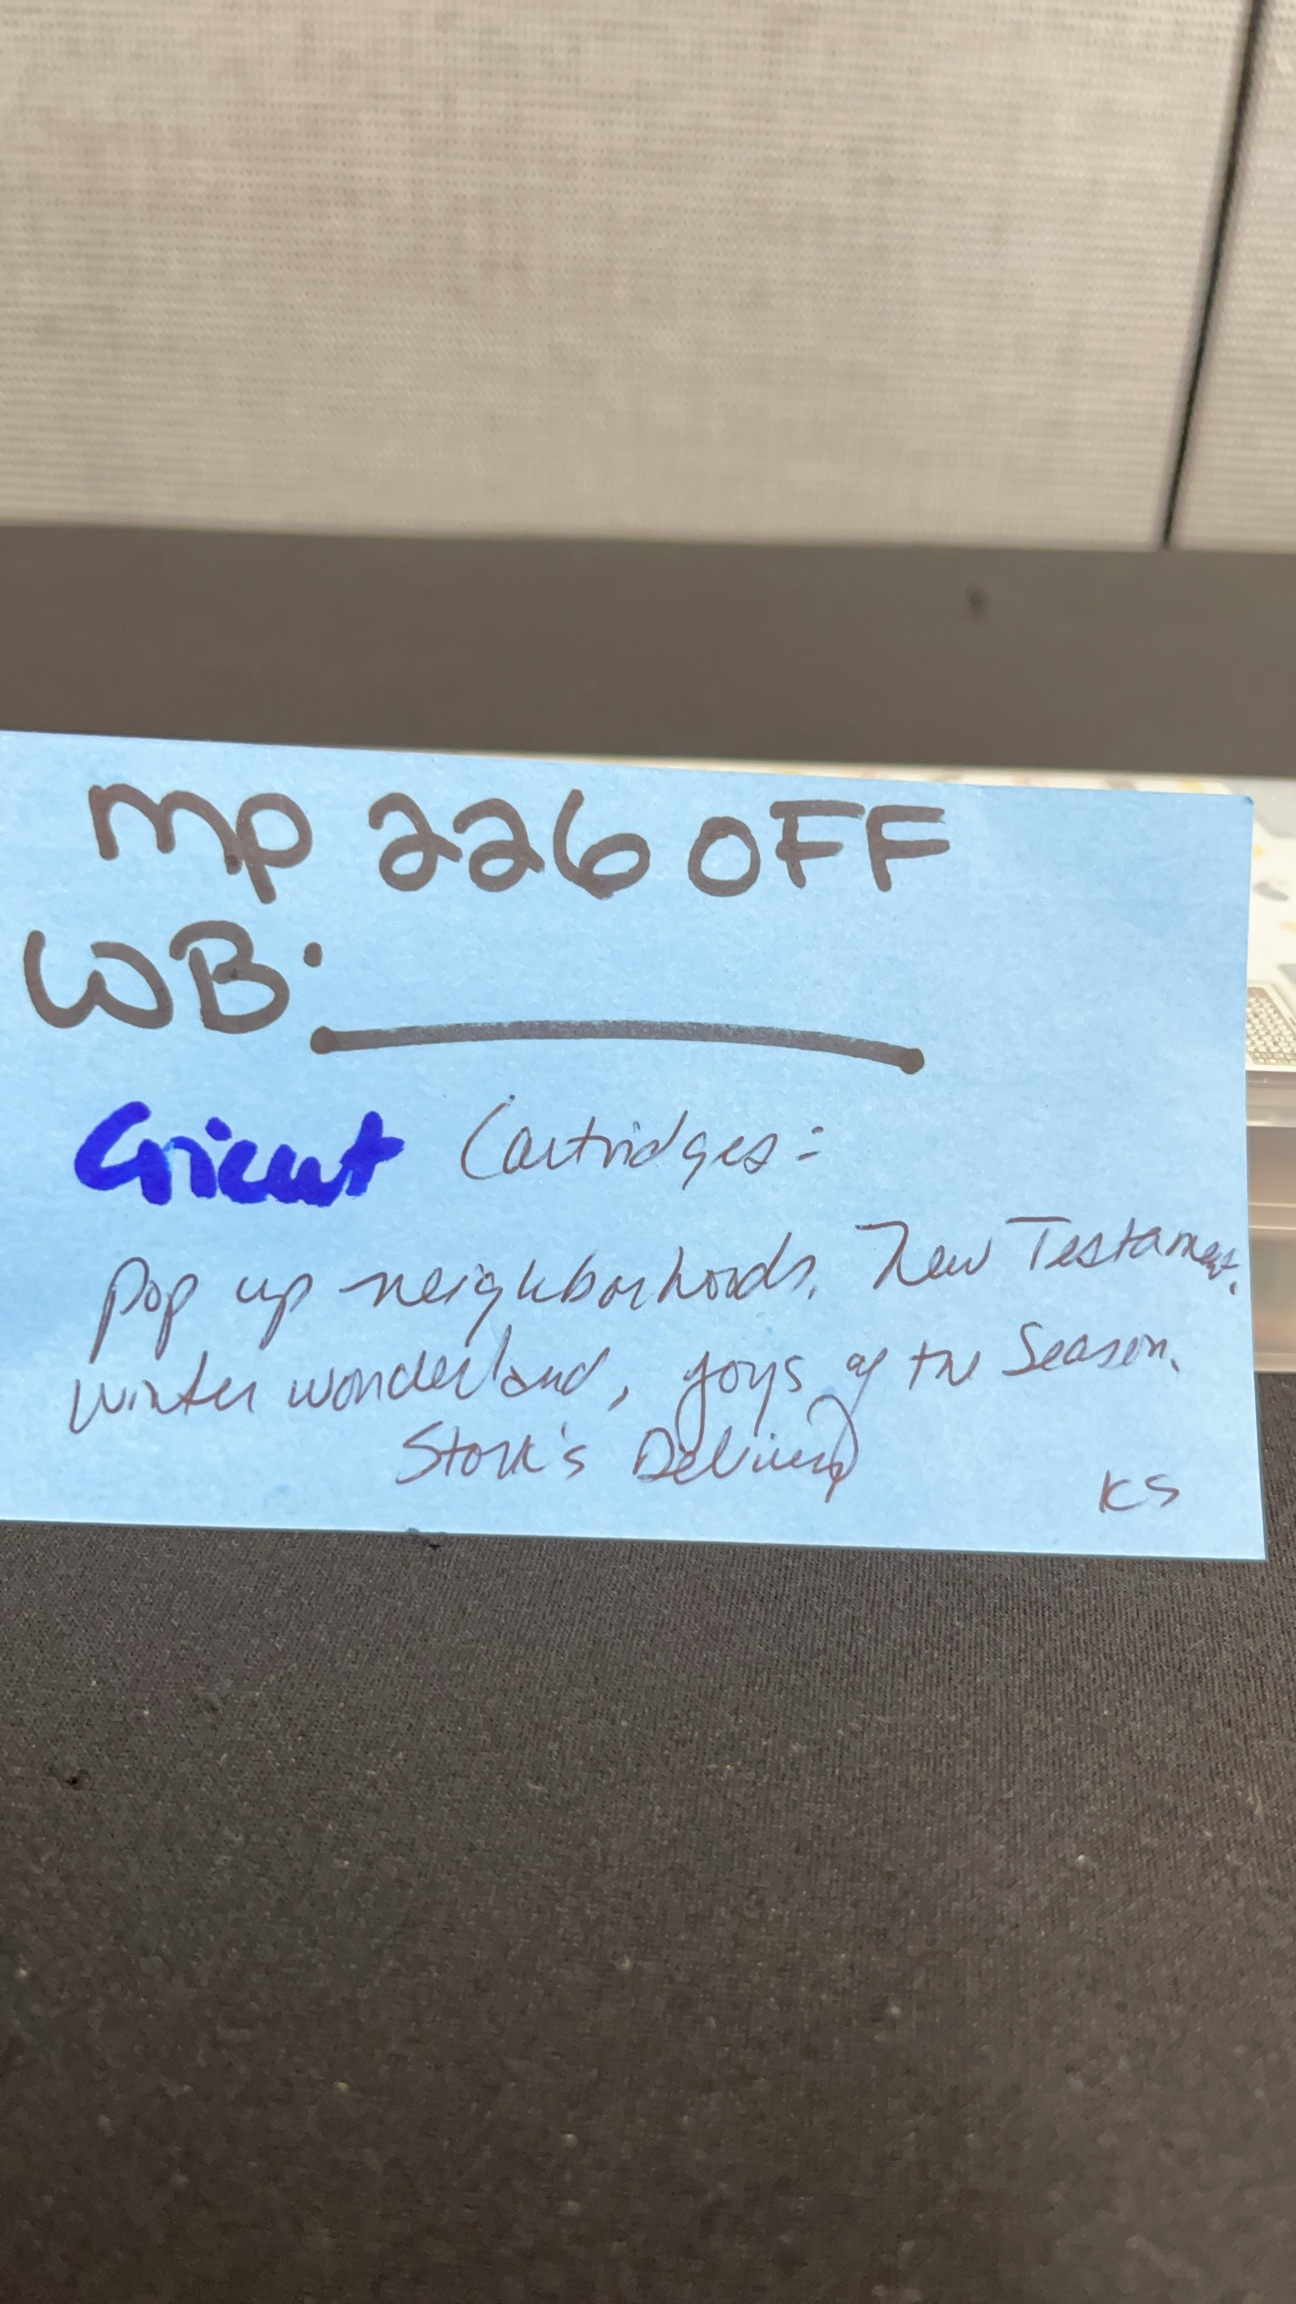 mp 226 OFF
WB:
Cricut Cartridges:
Pop up neighborhoods, New Testament,
Winter wonderland, Joys of the Season,
Stork's Delivery
KS